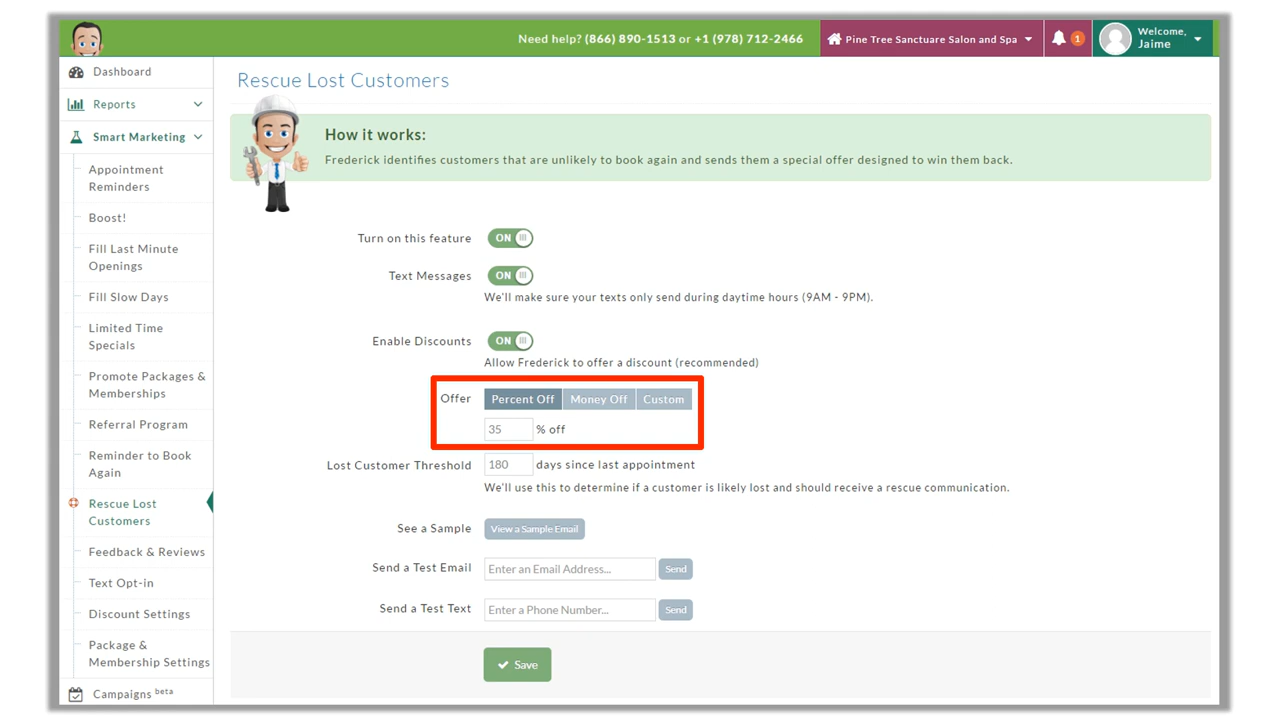 Need help? (866) 890-1513 or +1 (978) 712-2466
Pine Tree Sanctuare Salon and Spa
1
Welcome,
Jaime
Dashboard
Reports
Smart Marketing
Appointment
Reminders
Boost!
Fill Last Minute
Openings
Fill Slow Days
Limited Time
Specials
Promote Packages &
Memberships
Referral Program
Reminder to Book
Again
Rescue Lost
Customers
Feedback & Reviews
Text Opt-in
Discount Settings
Package &
Membership Settings
Campaigns beta
Rescue Lost Customers
How it works:
Frederick identifies customers that are unlikely to book again and sends them a special offer designed to win them back.
Turn on this feature ON
Text Messages ON
We'll make sure your texts only send during daytime hours (9AM - 9PM).
Enable Discounts ON
Allow Frederick to offer a discount (recommended)
Offer Percent Off Money Off Custom
35 % off
Lost Customer Threshold 180 days since last appointment
We'll use this to determine if a customer is likely lost and should receive a rescue communication.
See a Sample View a Sample Email
Send a Test Email Enter an Email Address... Send
Send a Test Text Enter a Phone Number... Send
Save